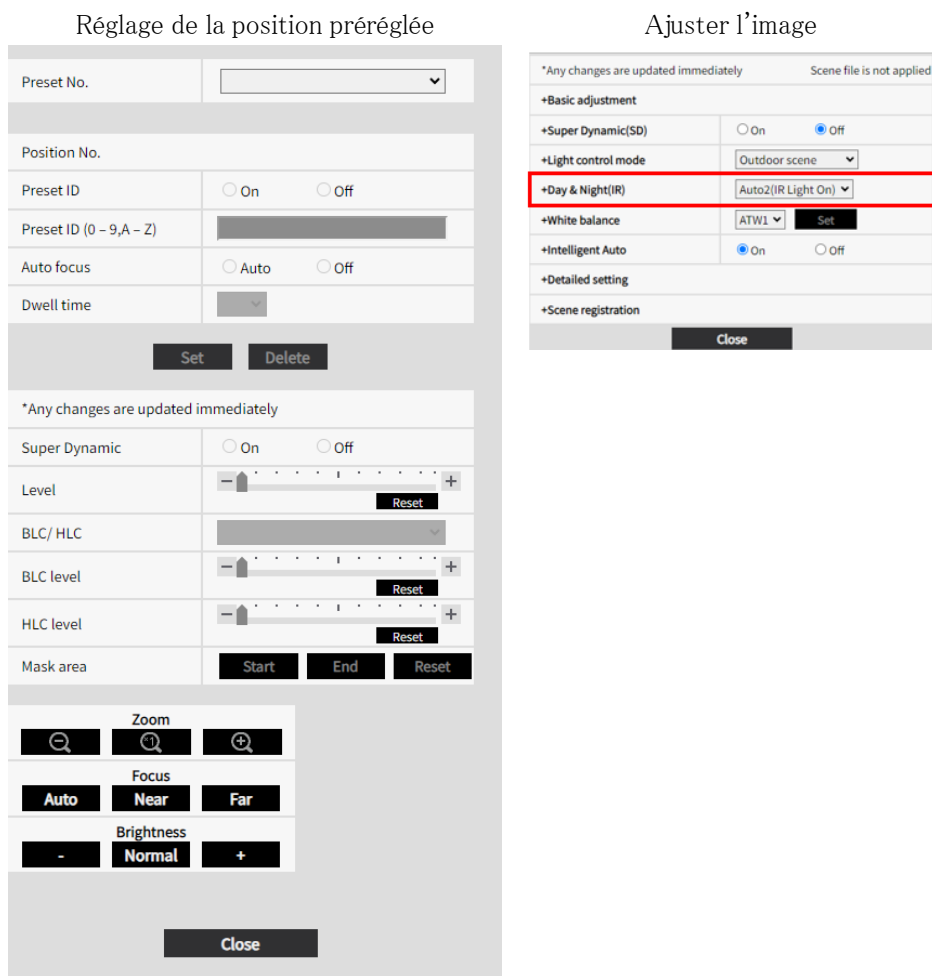 Réglage de la position préréglée
Preset No.
Position No.
Preset ID On Off
Preset ID (0 – 9,A – Z)
Auto focus Auto Off
Dwell time
Set Delete
*Any changes are updated immediately
Super Dynamic On Off
Level - +
Reset
BLC/ HLC
BLC level - +
Reset
HLC level - +
Reset
Mask area Start End Reset
Zoom
×1
Focus
Auto Near Far
Brightness
- Normal +
Close
Ajuster l’image
*Any changes are updated immediately Scene file is not applied
+Basic adjustment
+Super Dynamic(SD) On Off
+Light control mode Outdoor scene
+Day & Night(IR) Auto2(IR Light On)
+White balance ATW1 Set
+Intelligent Auto On Off
+Detailed setting
+Scene registration
Close